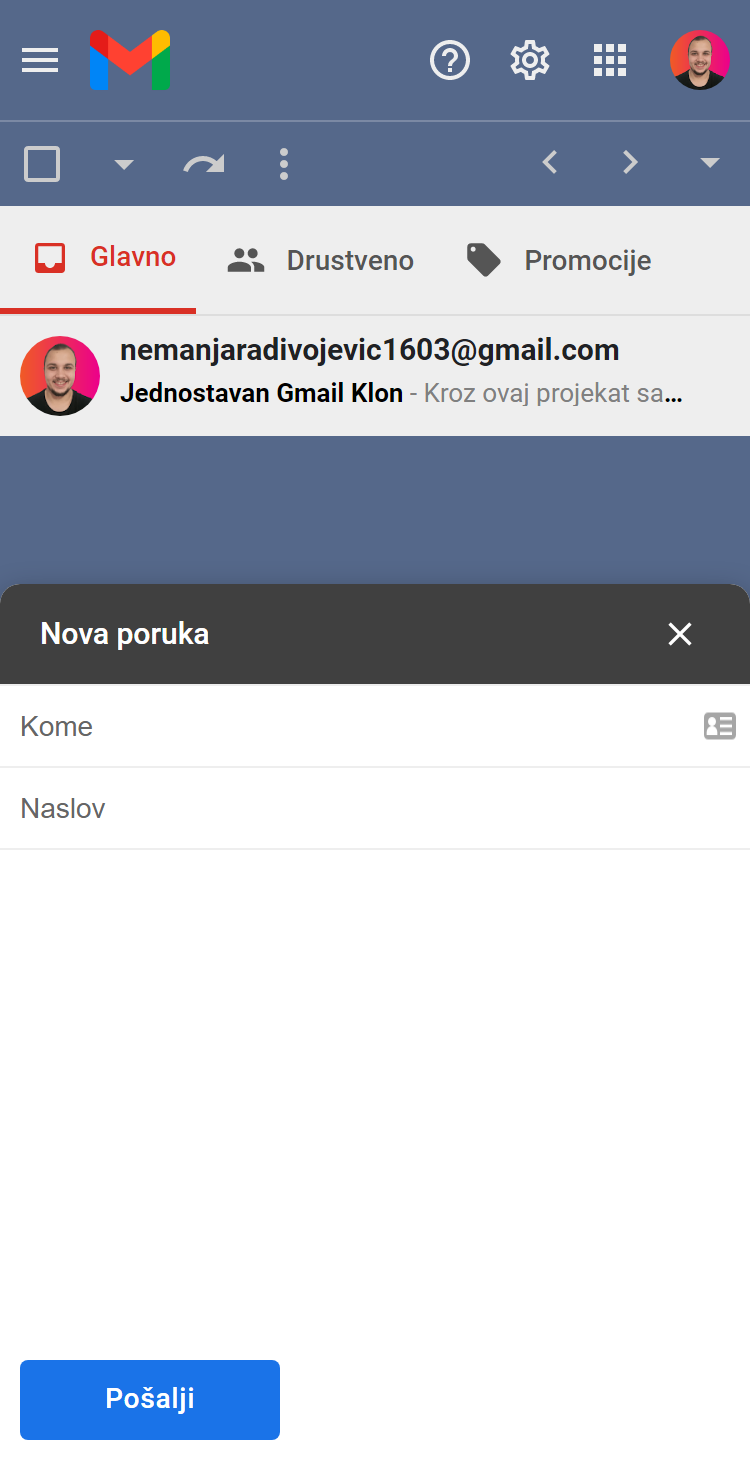 Glavno
Drustveno
Promocije
nemanjaradivojevic1603@gmail.com
Jednostavan Gmail Klon - Kroz ovaj projekat sa...
Nova poruka
Kome
Naslov
Pošalji